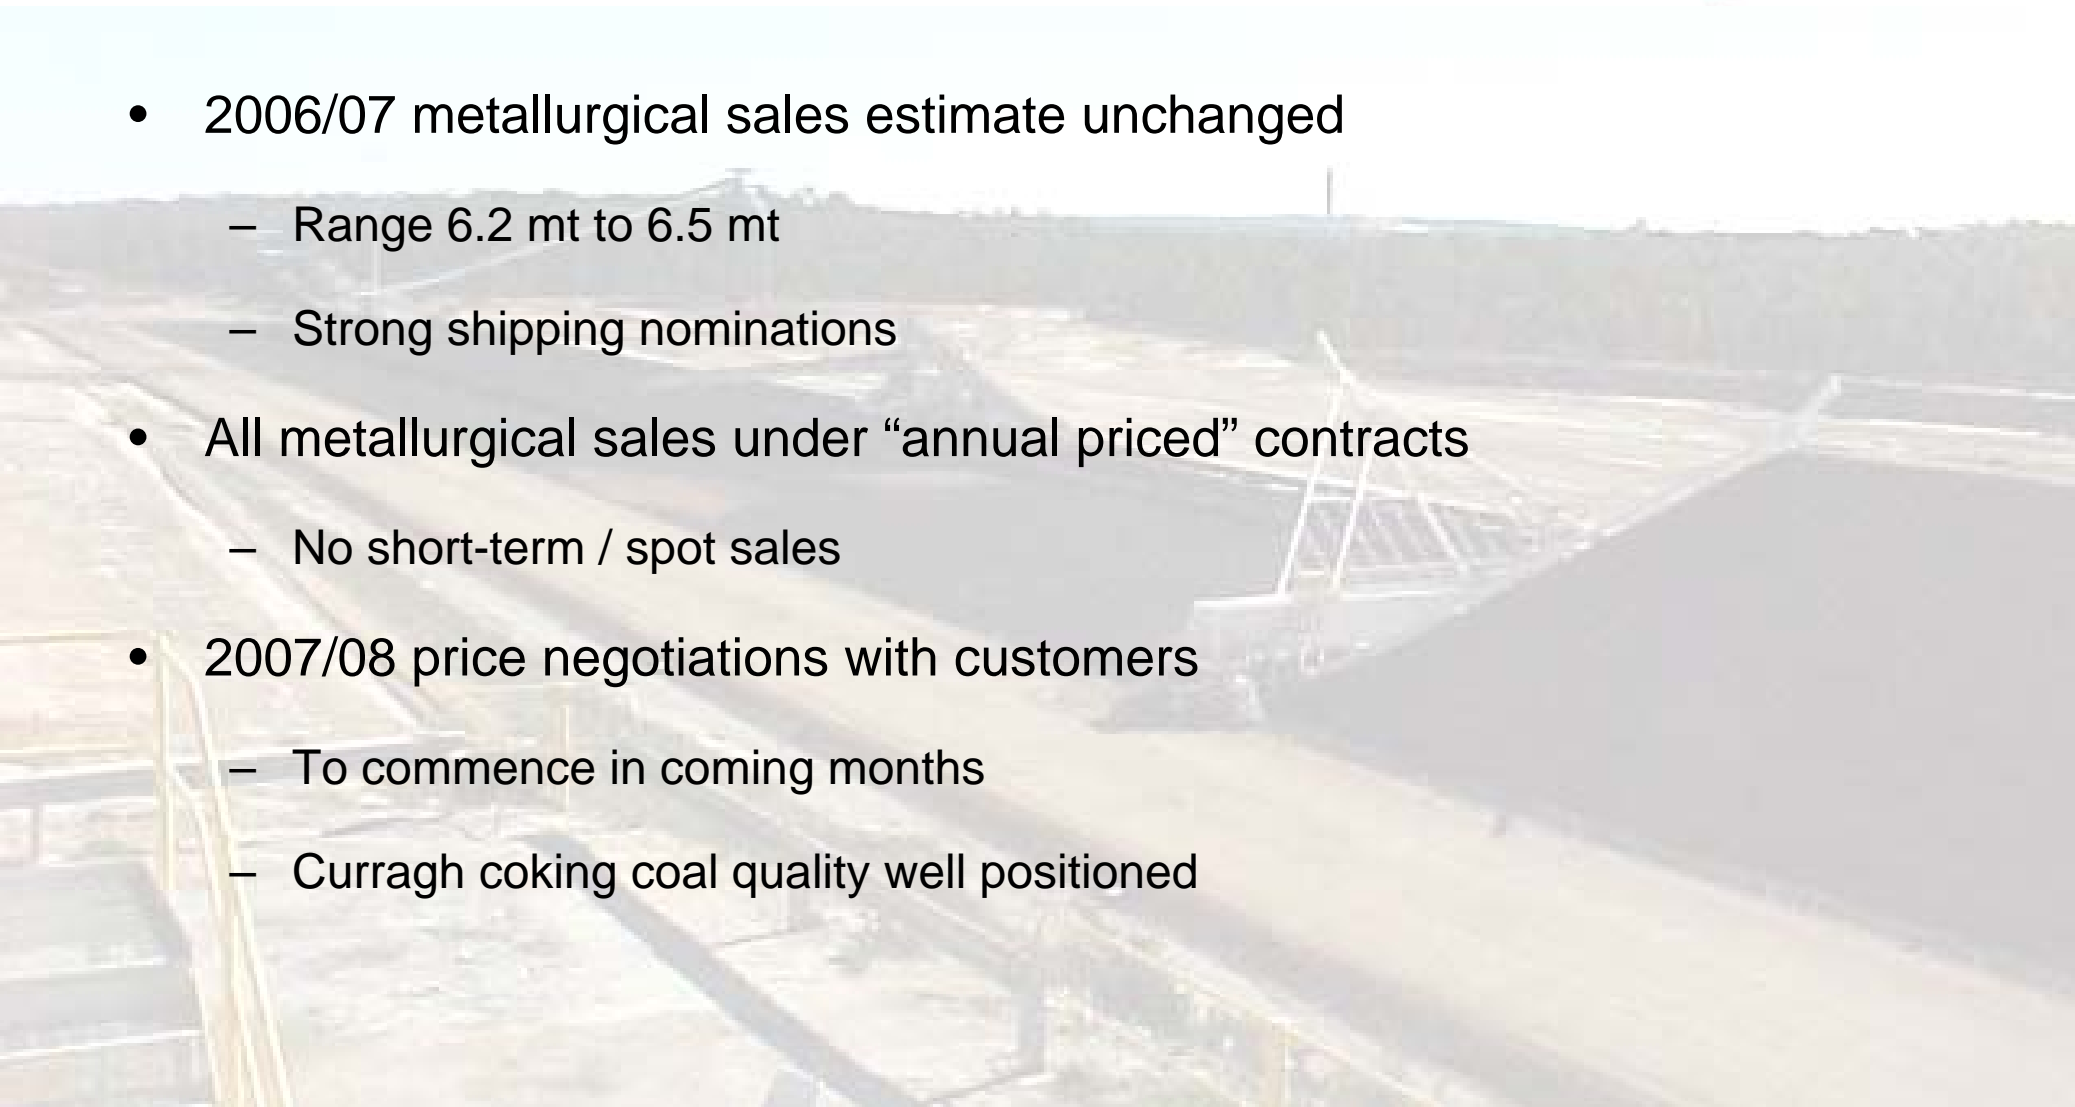 • 2006/07 metallurgical sales estimate unchanged
– Range 6.2 mt to 6.5 mt
– Strong shipping nominations
• All metallurgical sales under “annual priced” contracts
– No short-term / spot sales
• 2007/08 price negotiations with customers
– To commence in coming months
– Curragh coking coal quality well positioned